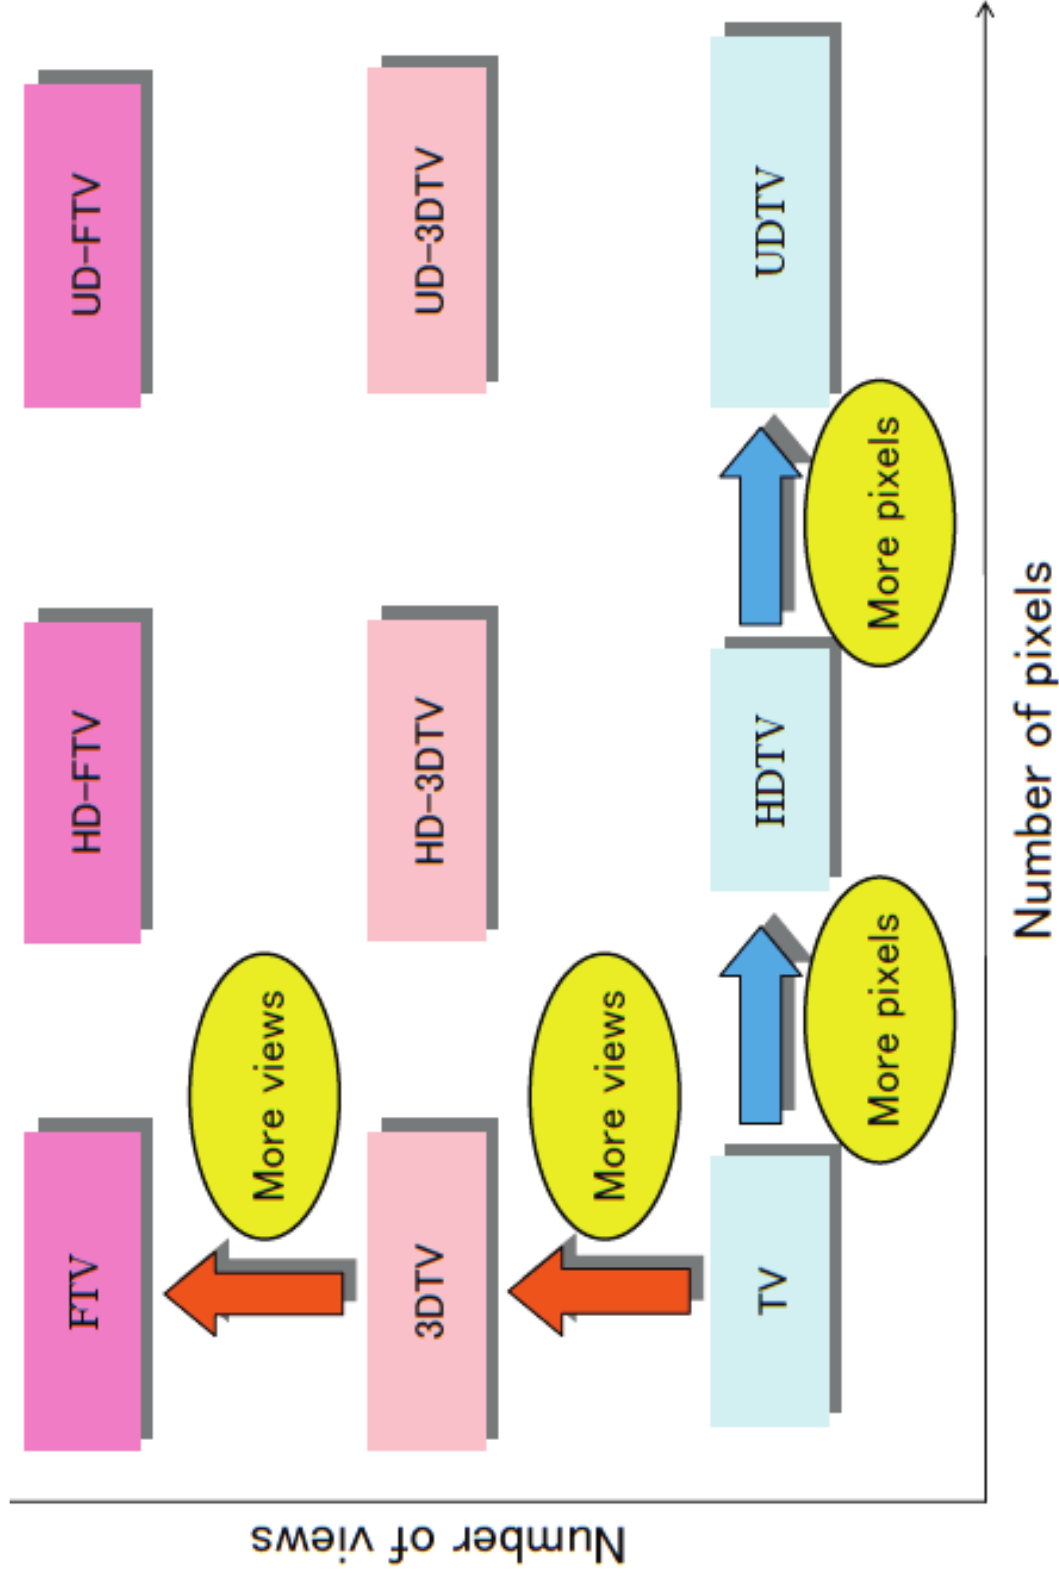 FTV
HD-FTV
UD-FTV
More views
3DTV
HD-3DTV
UD-3DTV
More views
TV
HDTV
UDTV
More pixels
More pixels
Number of views
Number of pixels